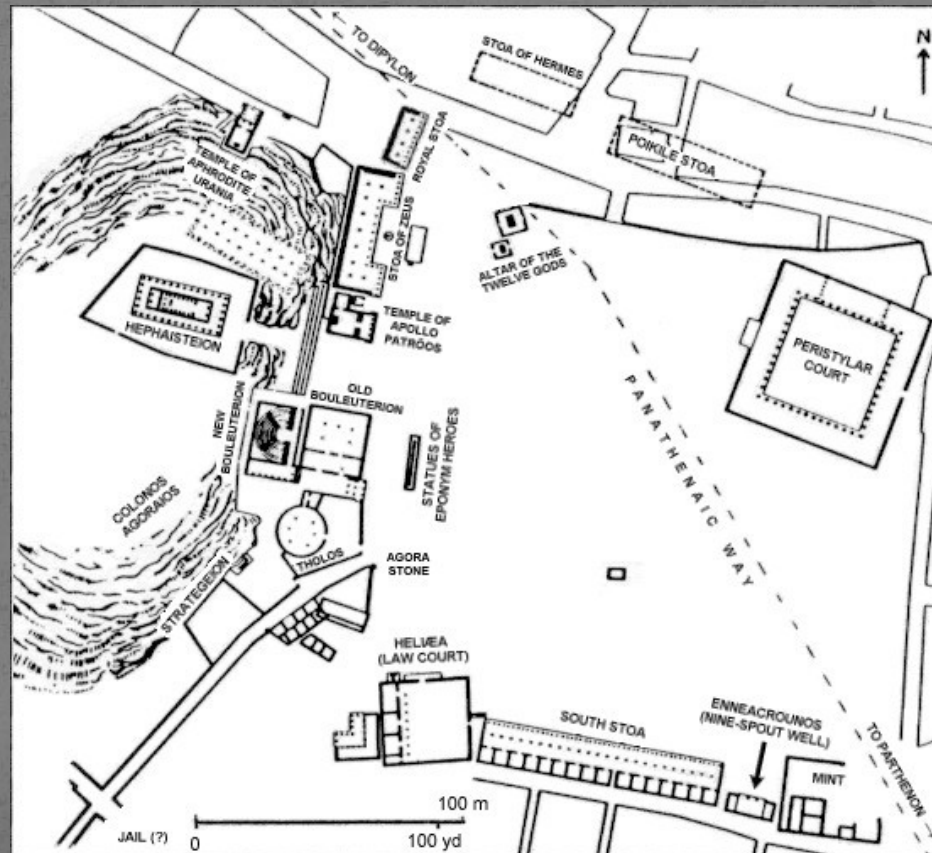 N
TO DIPYLON
STOA OF HERMES
ROYAL STOA
POIKILE STOA
TEMPLE OF
APHRODITE
URANIA
STOA OF ZEUS
ALTAR OF THE
TWELVE GODS
HEPHAISTEION
TEMPLE OF
APOLLO
PATRÓOS
PERISTYLAR
COURT
NEW
BOULEUTERION
OLD
BOULEUTERION
STATUES OF
EPONYM HEROES
PANATHENAIC WAY
COLONOS
AGORAIOS
THOLOS
AGORA
STONE
STRATEGEION
HELIÆA
(LAW COURT)
SOUTH STOA
ENNEACROUNOS
(NINE-SPOUT WELL)
MINT
TO PARTHENON
JAIL (?)
100 m
0
100 yd